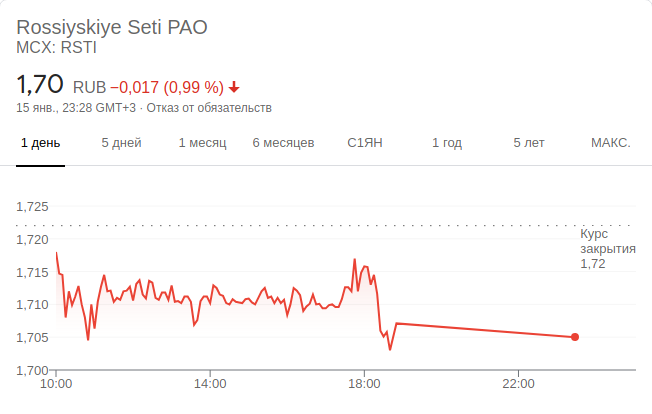 Rossiyskiye Seti PAO
MCX: RSTI
1,70 RUB −0,017 (0,99 %)
15 янв., 23:28 GMT+3 · Отказ от обязательств
1 день 5 дней 1 месяц 6 месяцев С1ЯН 1 год 5 лет МАКС.
1,725
1,720
Курс
закрытия
1,72
1,715
1,710
1,705
1,700
10:00 14:00 18:00 22:00